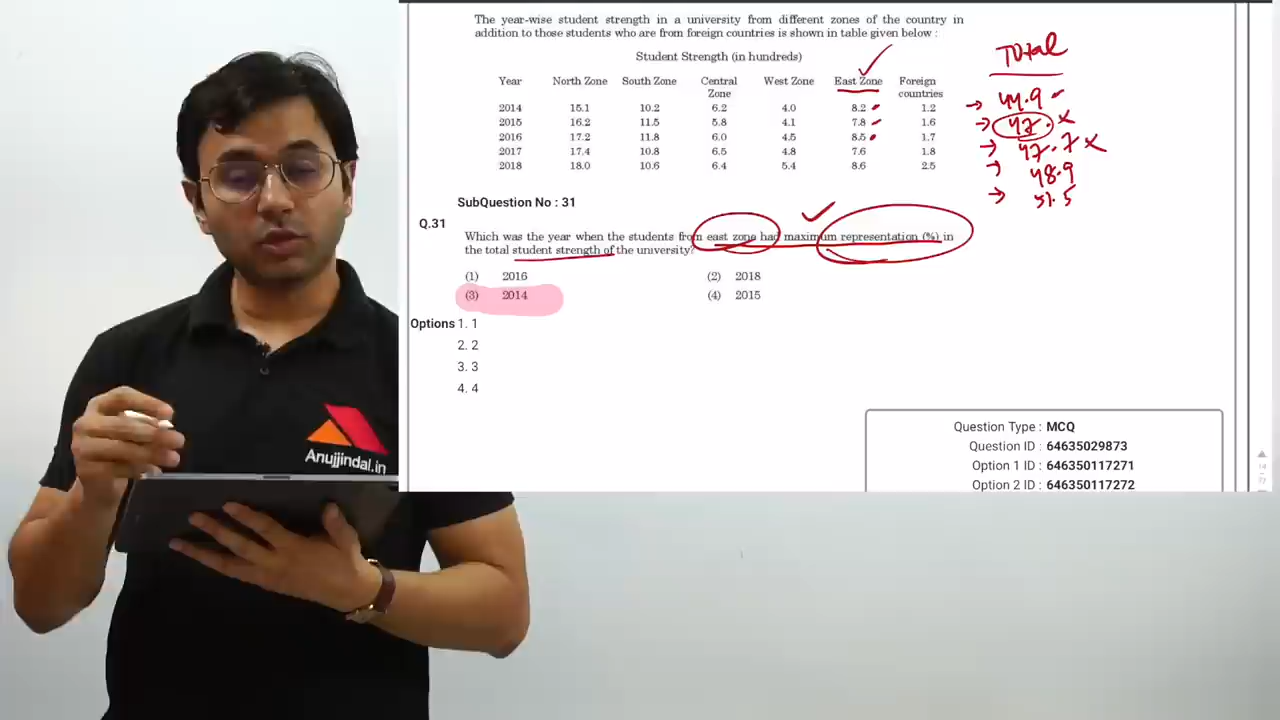 The year-wise student strength in a university from different zones of the country in
addition to those students who are from foreign countries is shown in table given below :
Student Strength (in hundreds)
Year North Zone South Zone Central Zone West Zone East Zone Foreign countries
2014 15.1 10.2 6.2 4.0 8.2 1.2
2015 16.2 11.5 5.8 4.1 7.8 1.6
2016 17.2 11.8 6.0 4.5 8.5 1.7
2017 17.4 10.8 6.5 4.8 7.6 1.8
2018 18.0 10.6 6.4 5.4 8.6 2.5
Total
44.9
47
47.7
48.9
51.5
SubQuestion No : 31
Q.31
Which was the year when the students from east zone had maximum representation (%) in
the total student strength of the university?
(1) 2016 (2) 2018
(3) 2014 (4) 2015
Options 1. 1
2. 2
3. 3
4. 4
Question Type : MCQ
Question ID : 64635029873
Option 1 ID : 646350117271
Option 2 ID : 646350117272
Anujjindal.in